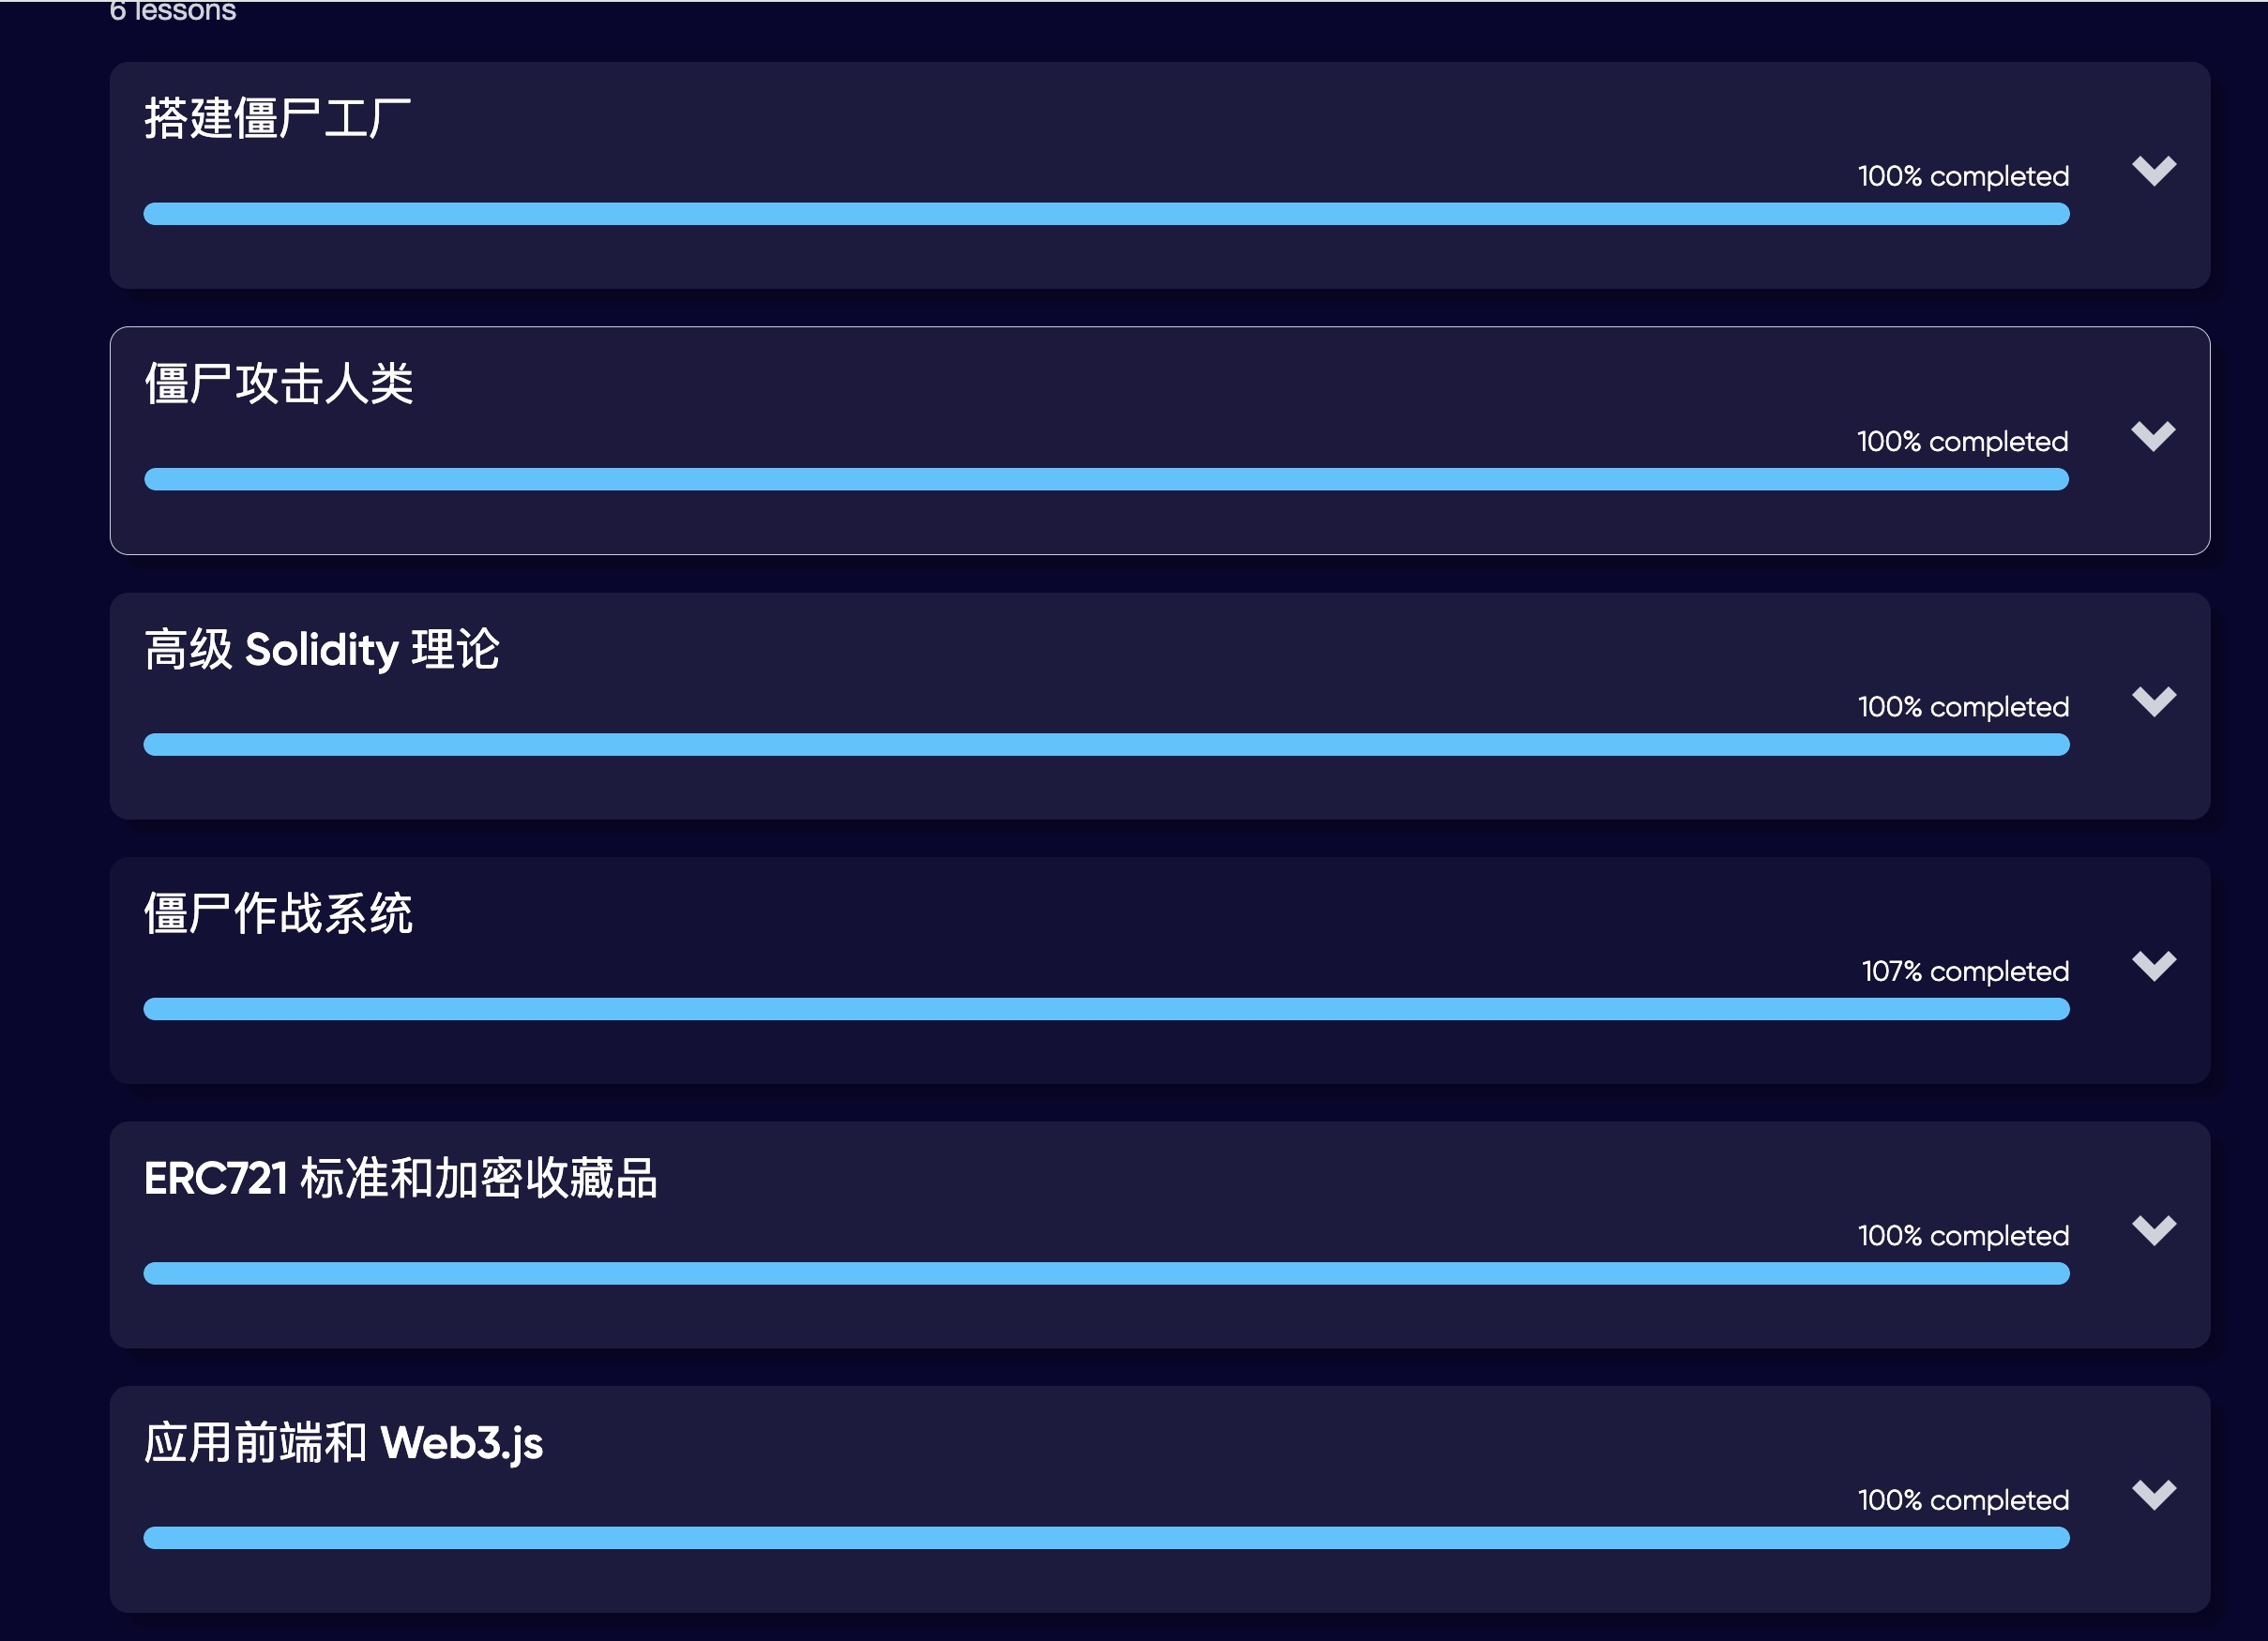 6 lessons
搭建僵尸工厂
100% completed
僵尸攻击人类
100% completed
高级 Solidity 理论
100% completed
僵尸作战系统
107% completed
ERC721 标准和加密收藏品
100% completed
应用前端和 Web3.js
100% completed